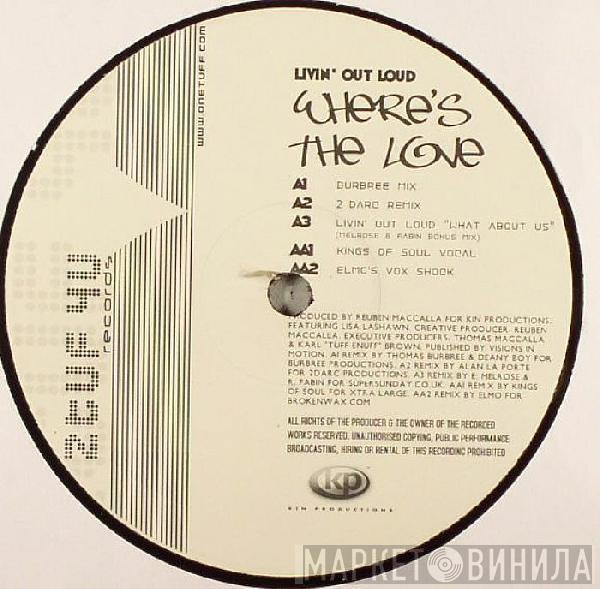 LIVIN' OUT LOUD
WHERE'S
THE LOVE
A1 DURBREE MIX
A2 2 DARC REMIX
A3 LIVIN' OUT LOUD "WHAT ABOUT US"
(MELROSE & FABIN BONUS MIX)
AA1 KINGS OF SOUL VOCAL
AA2 ELMO'S VOX SHOOK
PRODUCED BY REUBEN MACCALLA FOR KIN PRODUCTIONS.
FEATURING LISA LASHAWN. CREATIVE PRODUCER. REUBEN
MACCALLA. EXECUTIVE PRODUCERS. THOMAS MACCALLA
& KARL "TUFF ENUFF" BROWN. PUBLISHED BY VISIONS IN
MOTION. A1 REMIX BY THOMAS BURBREE & DEANY BOY FOR
BURBREE PRODUCTIONS. A2 REMIX BY ALAN LA PORTE
FOR 2DARC PRODUCTIONS. A3 REMIX BY E. MELROSE &
R. FABIN FOR SUPERSUNDAY.CO.UK. AA1 REMIX BY KINGS
OF SOUL FOR XTRA LARGE. AA2 REMIX BY ELMO FOR
BROKENWAX.COM
ALL RIGHTS OF THE PRODUCER & THE OWNER OF THE RECORDED
WORKS RESERVED. UNAUTHORISED COPYING, PUBLIC PERFORMANCE
BROADCASTING, HIRING OR RENTAL OF THIS RECORDING PROHIBITED
kp
KIN PRODUCTIONS
WWW.ONETUFF.COM
2TUF4U
records
МАРКЕТ ВИНИЛА